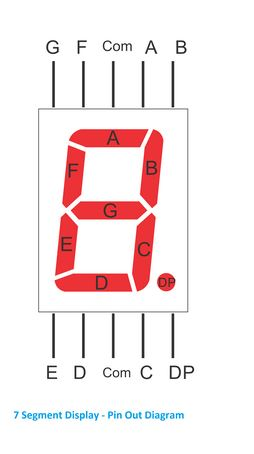 G F Com A B
A
F B
G
E C
D DP
E D Com C DP
7 Segment Display - Pin Out Diagram